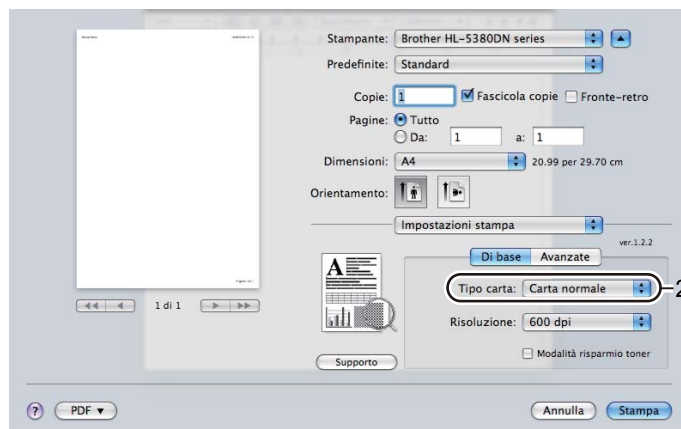 Stampante: Brother HL-5380DN series
Predefinite: Standard
Copie: 1 Fascicola copie Fronte-retro
Pagine: Tutto
Da: 1 a: 1
Dimensioni: A4 20.99 per 29.70 cm
Orientamento:
Impostazioni stampa
ver.1.2.2
Di base Avanzate
Tipo carta: Carta normale 2
1 di 1
Risoluzione: 600 dpi
Modalità risparmio toner
Supporto
? PDF Annulla Stampa